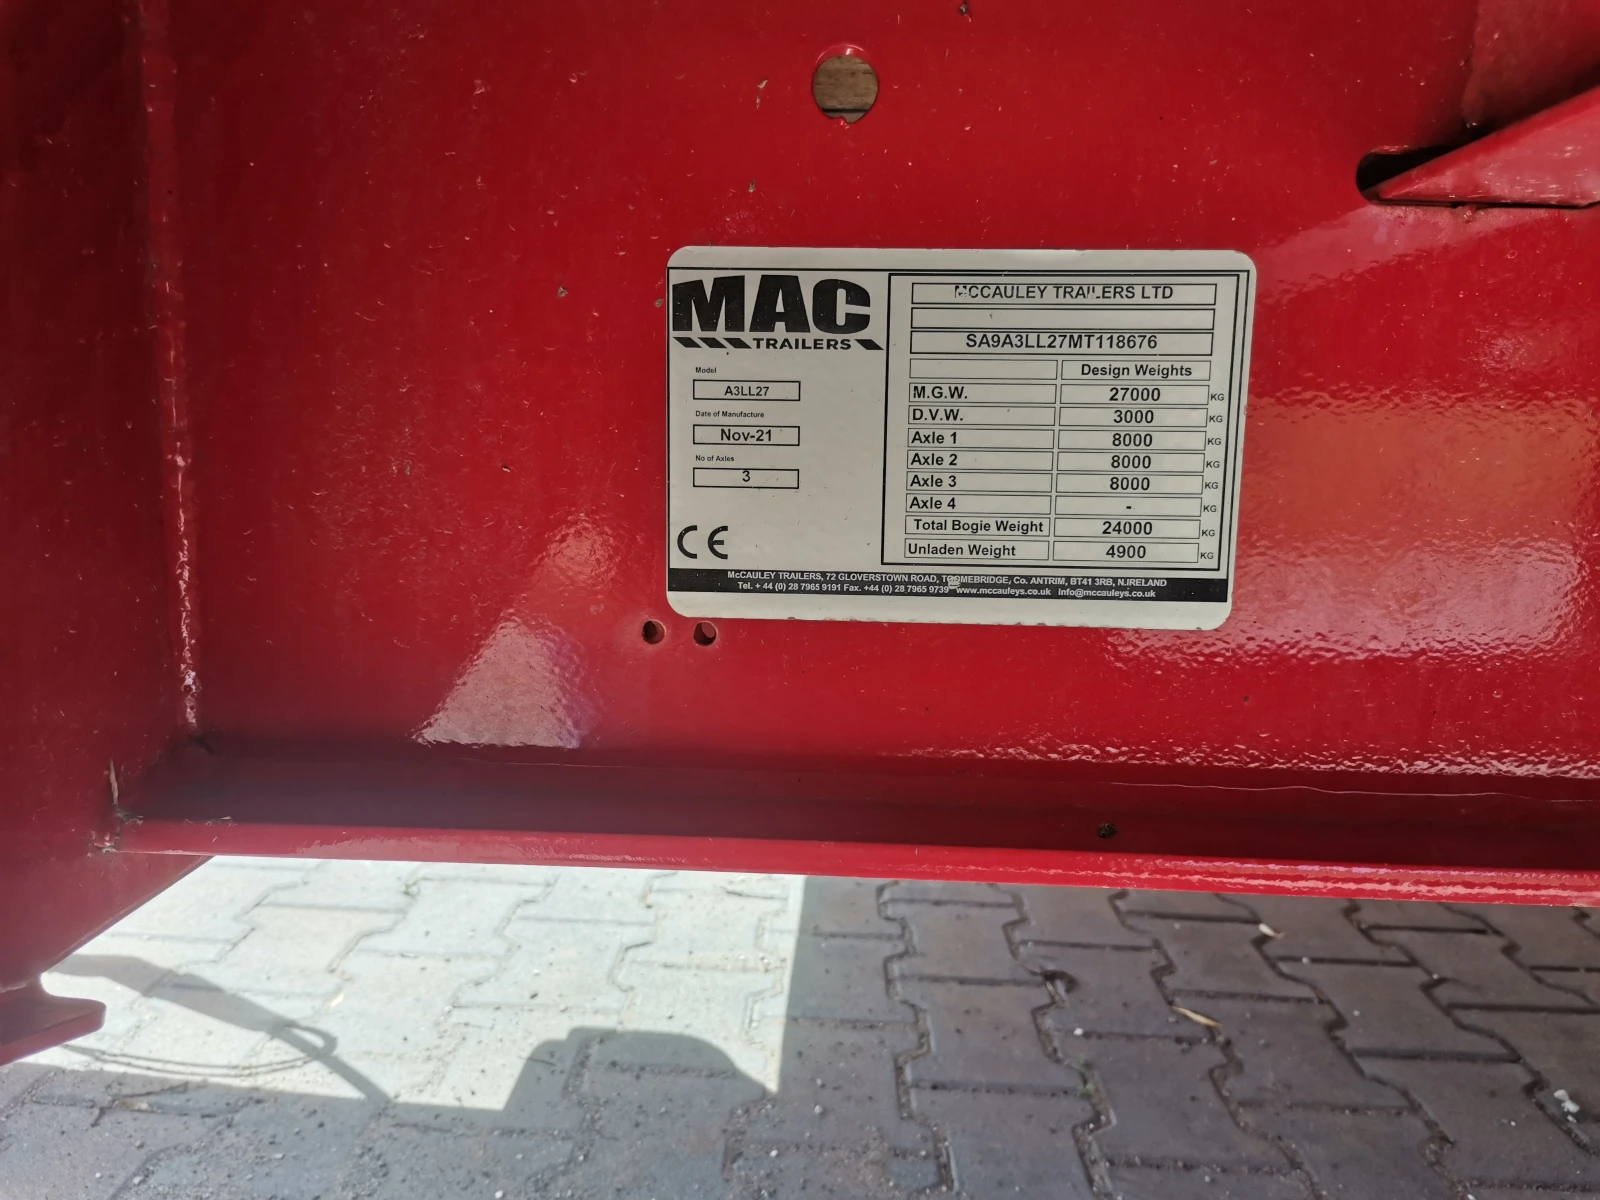 MAC
TRAILERS
Model
A3LL27
Date of Manufacture
Nov-21
No of Axles
3
CE
MCCAULEY TRAILERS LTD
SA9A3LL27MT118676
Design Weights
M.G.W. 27000 KG
D.V.W. 3000 KG
Axle 1 8000 KG
Axle 2 8000 KG
Axle 3 8000 KG
Axle 4 - KG
Total Bogie Weight 24000 KG
Unladen Weight 4900 KG
McCAULEY TRAILERS, 72 GLOVERSTOWN ROAD, TOOMEBRIDGE, Co. ANTRIM, BT41 3RB, N.IRELAND
Tel. + 44 (0) 28 7965 9191 Fax. +44 (0) 28 7965 9739 www.mccauleys.co.uk info@mccauleys.co.uk